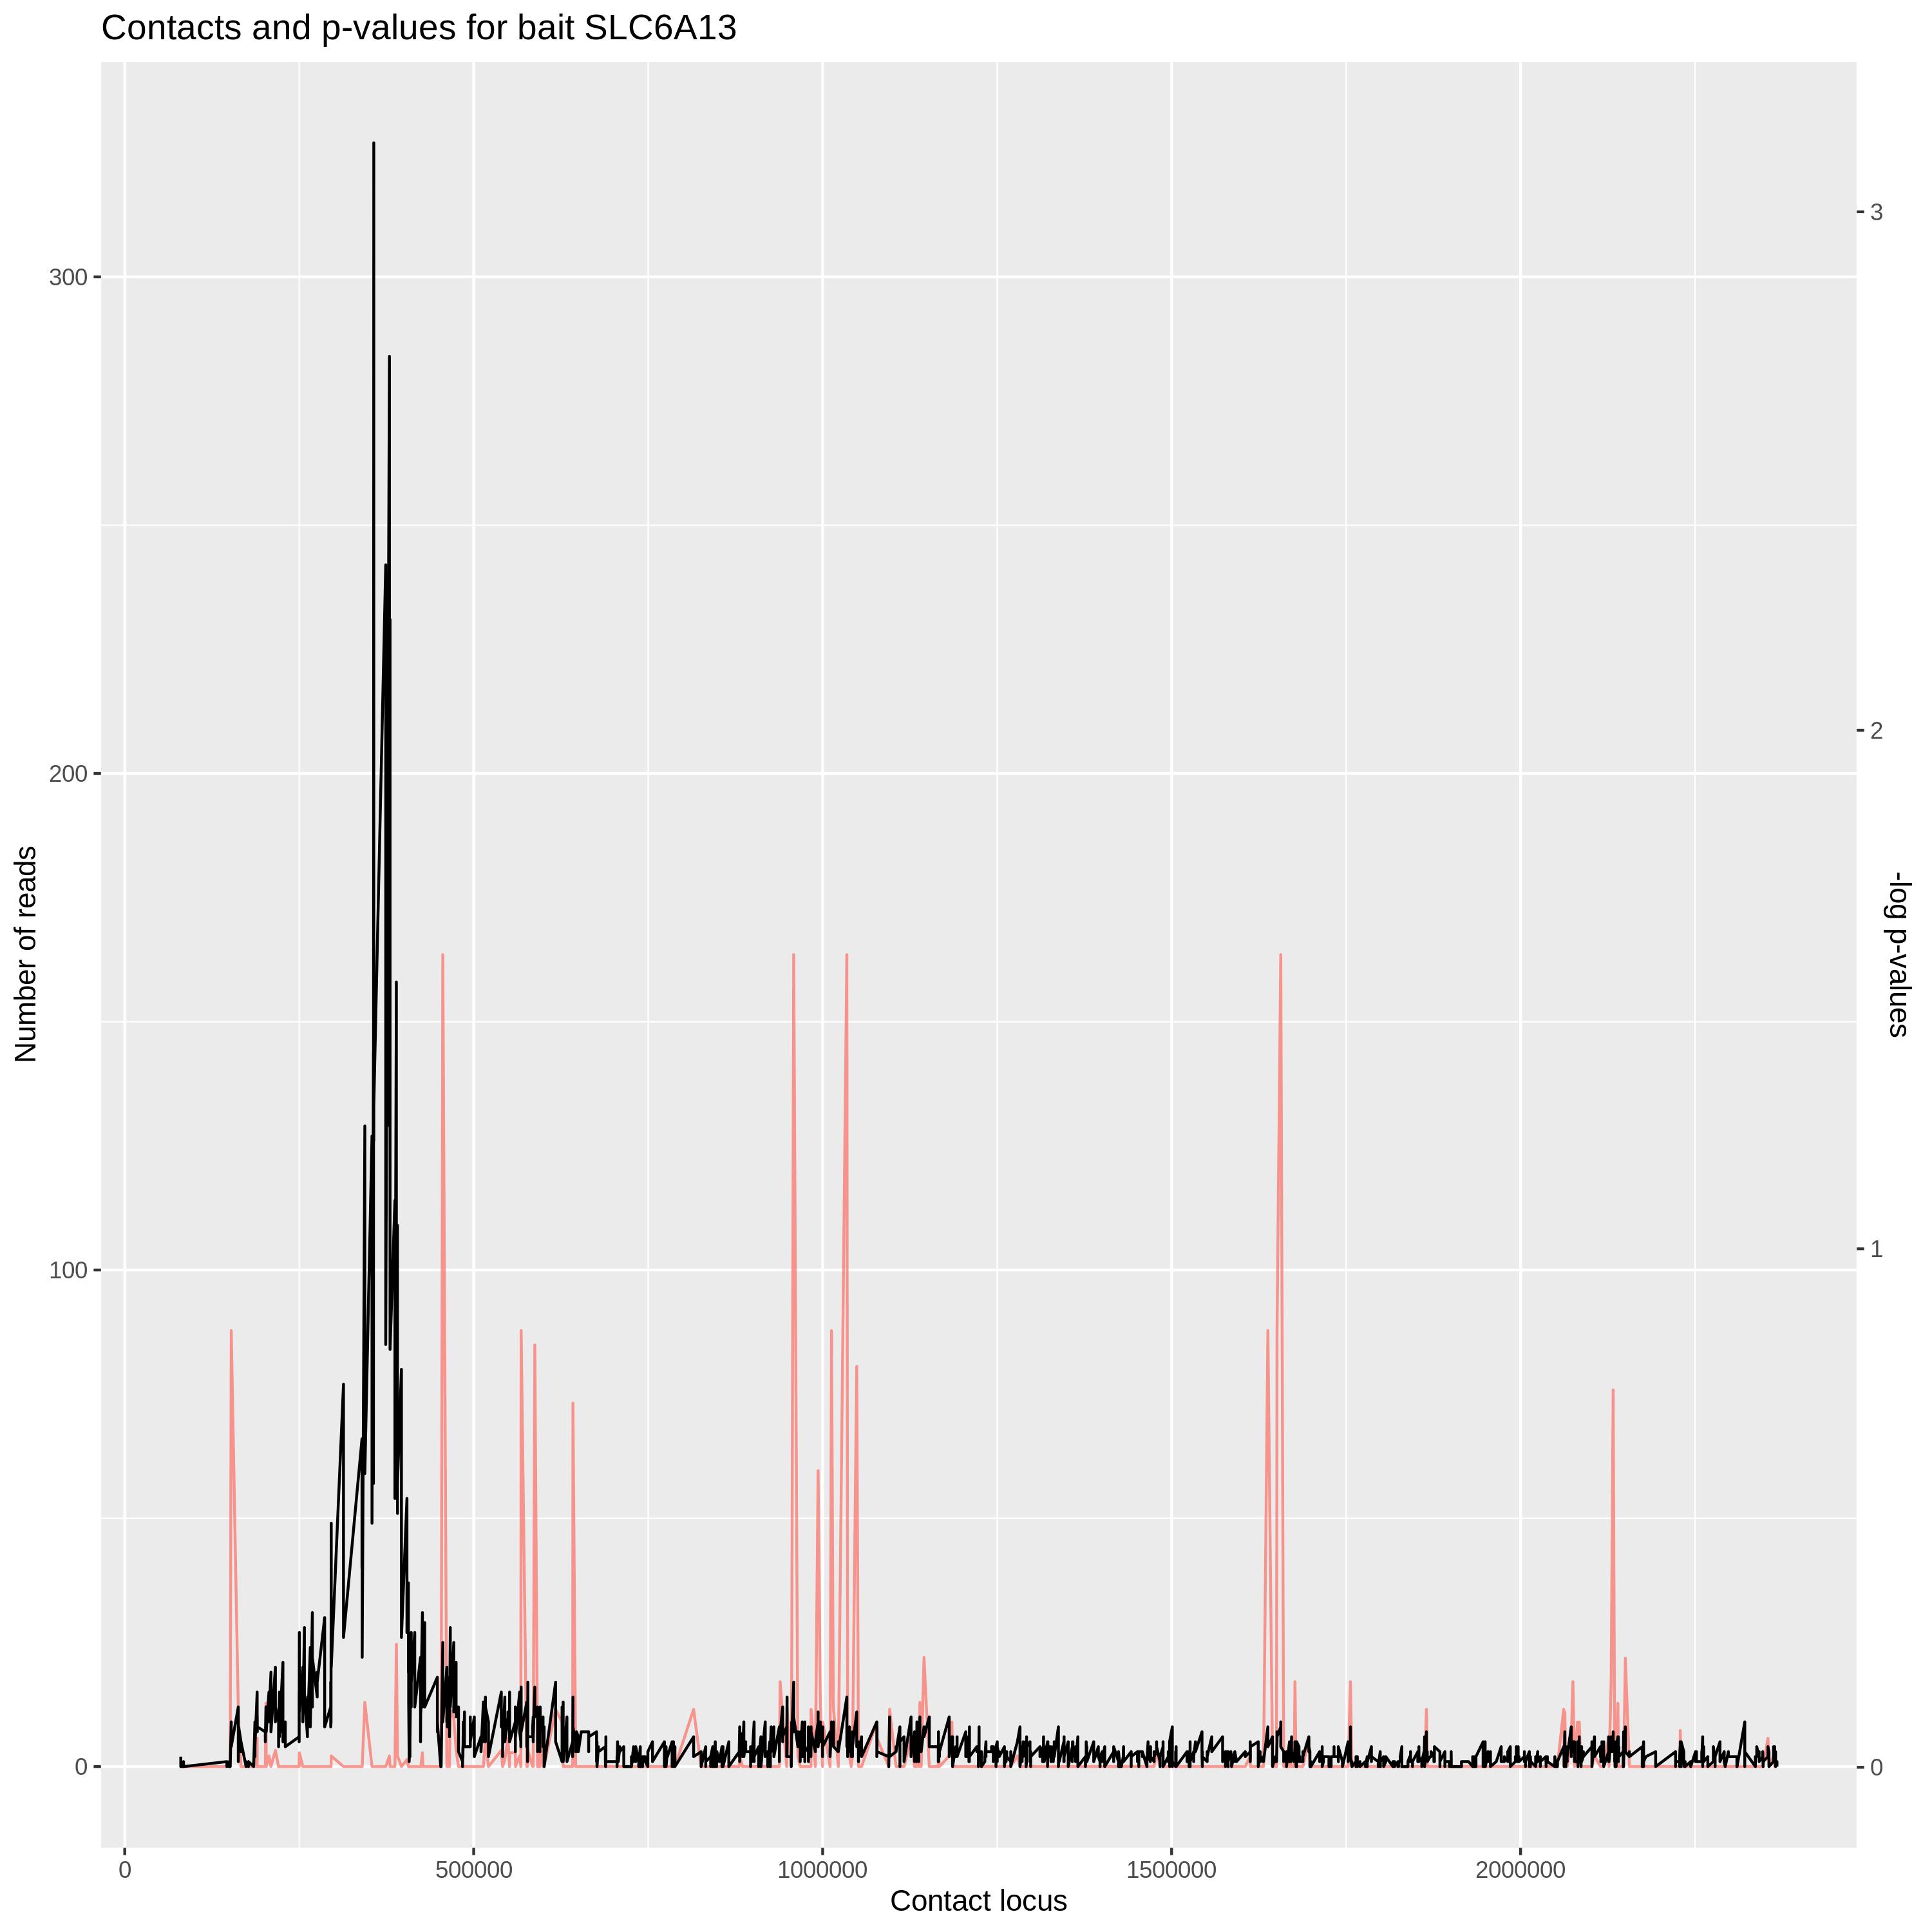 Contacts and p-values for bait SLC6A13
Number of reads
300
200
100
0
3
2
1
0
-log p-values
0 500000 1000000 1500000 2000000
Contact locus